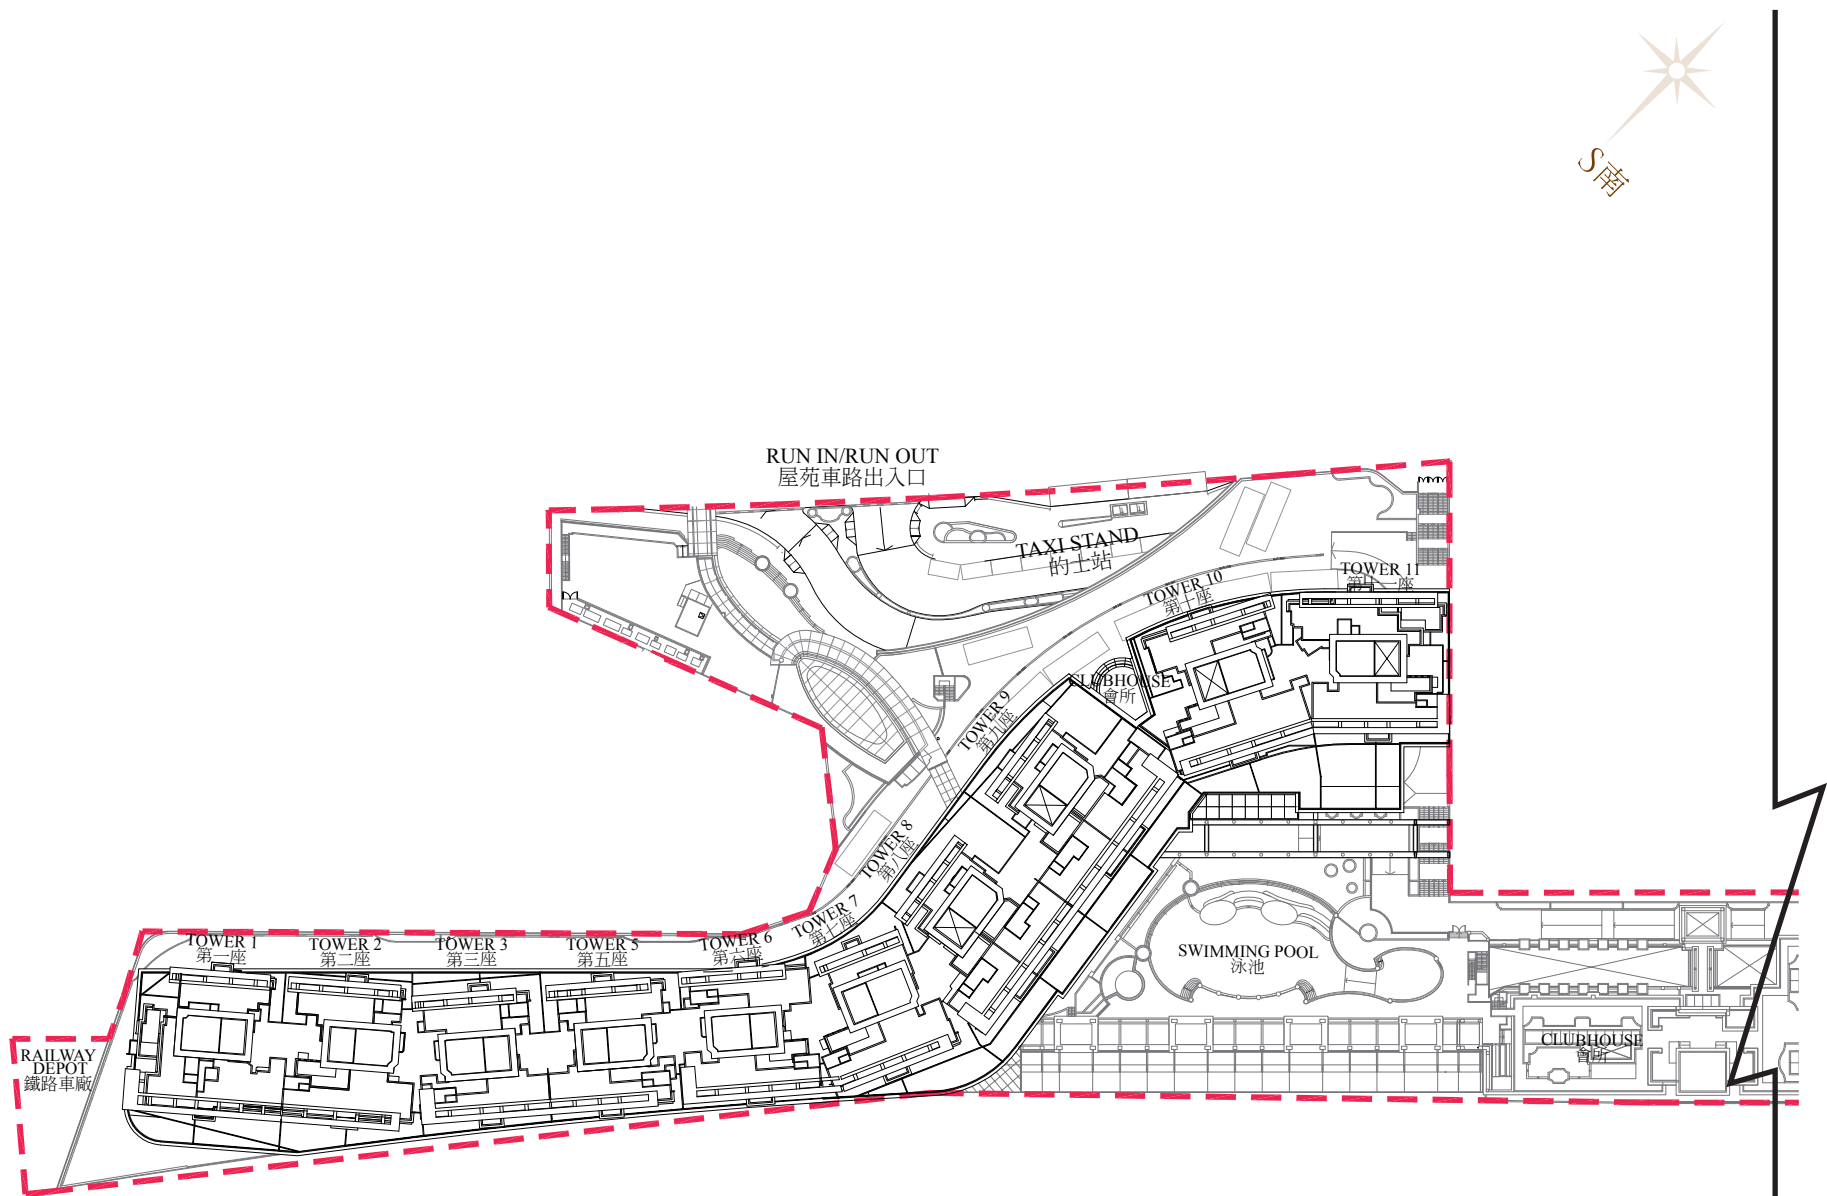 S南
RUN IN/RUN OUT
屋苑車路出入口
TAXI STAND
的士站
TOWER 11
第十一座
TOWER 10
第十座
CLUBHOUSE
會所
TOWER 9
第九座
TOWER 8
第八座
TOWER 7
第七座
TOWER 6
第六座
TOWER 5
第五座
TOWER 3
第三座
TOWER 2
第二座
TOWER 1
第一座
SWIMMING POOL
泳池
CLUBHOUSE
會所
RAILWAY
DEPOT
鐵路車廠